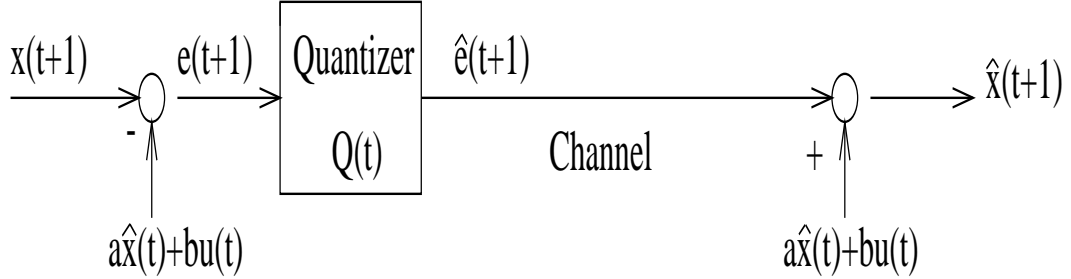 x(t+1)
e(t+1)
Quantizer
Q(t)
ê(t+1)
x̂(t+1)
-
Channel
+
ax̂(t)+bu(t)
ax̂(t)+bu(t)